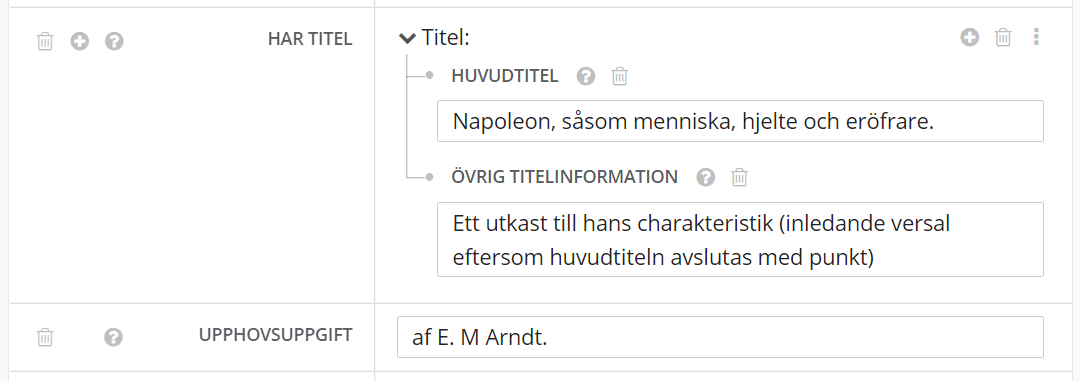 HAR TITEL
Titel:
HUVUDTITEL
Napoleon, såsom menniska, hjelte och eröfrare.
ÖVRIG TITELINFORMATION
Ett utkast till hans charakteristik (inledande versal
eftersom huvudtiteln avslutas med punkt)
UPPHOVSUPPGIFT
af E. M Arndt.